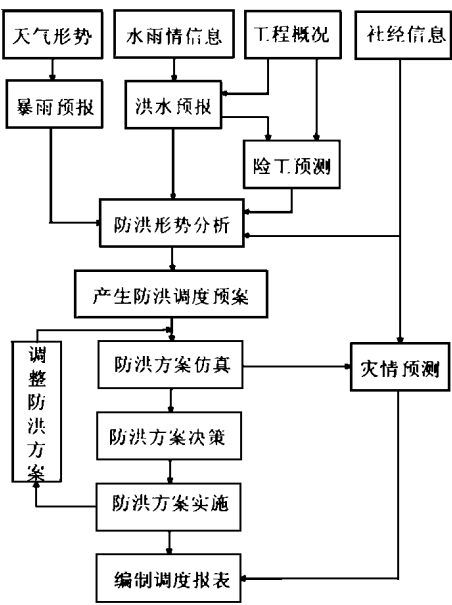 天气形势
水雨情信息
工程概况
社经信息
暴雨预报
洪水预报
险工预测
防洪形势分析
产生防洪调度预案
调整防洪方案
防洪方案仿真
灾情预测
防洪方案决策
防洪方案实施
编制调度报表